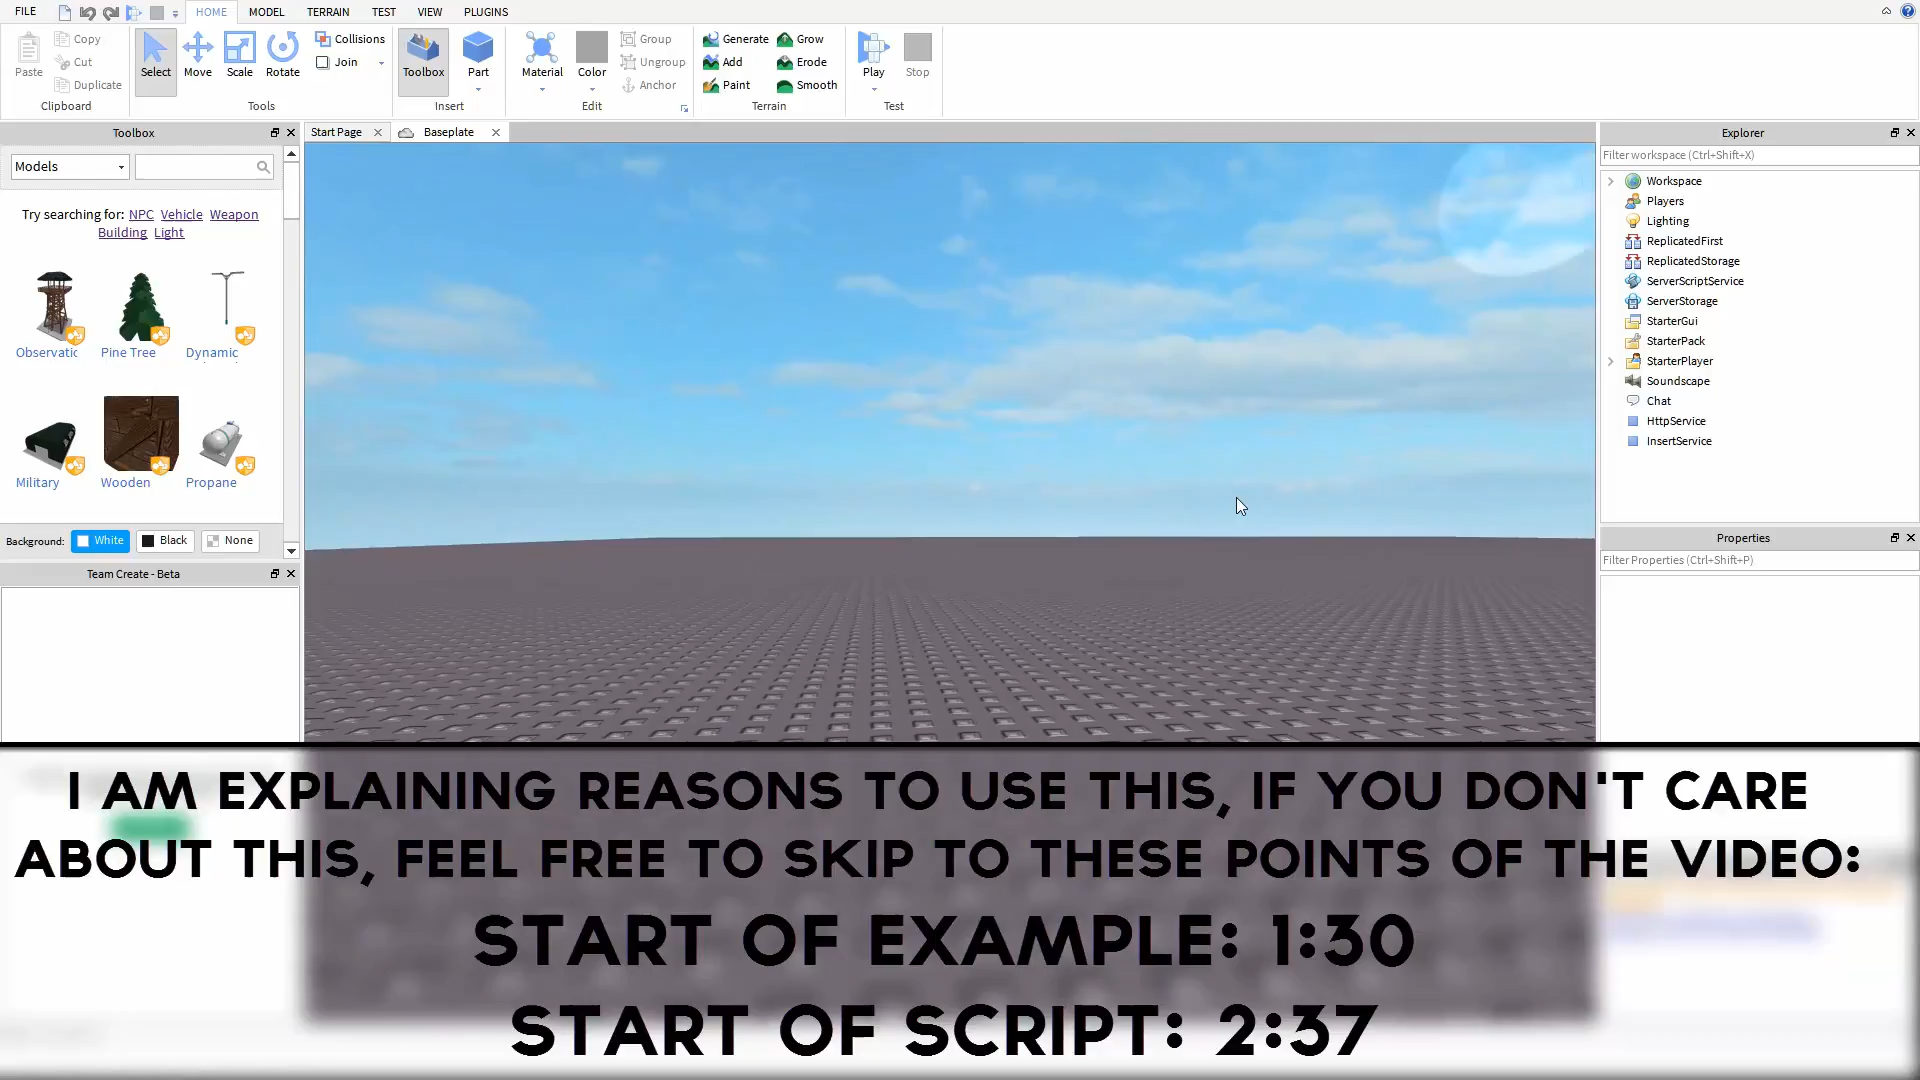 FILE HOME MODEL TERRAIN TEST VIEW PLUGINS
Paste Copy Cut Duplicate
Clipboard
Select Move Scale Rotate Collisions Join
Tools
Toolbox Part
Insert
Material Color Group Ungroup Anchor
Edit
Generate Grow
Add Erode
Paint Smooth
Terrain
Play Stop
Test
Toolbox
Models
Try searching for: NPC Vehicle Weapon
Building Light
Observatic Pine Tree Dynamic
Military Wooden Propane
Background: White Black None
Team Create - Beta
Start Page Baseplate
Explorer
Filter workspace (Ctrl+Shift+X)
Workspace
Players
Lighting
ReplicatedFirst
ReplicatedStorage
ServerScriptService
ServerStorage
StarterGui
StarterPack
StarterPlayer
Soundscape
Chat
HttpService
InsertService
Properties
Filter Properties (Ctrl+Shift+P)
I AM EXPLAINING REASONS TO USE THIS, IF YOU DON'T CARE
ABOUT THIS, FEEL FREE TO SKIP TO THESE POINTS OF THE VIDEO:
START OF EXAMPLE: 1:30
START OF SCRIPT: 2:37